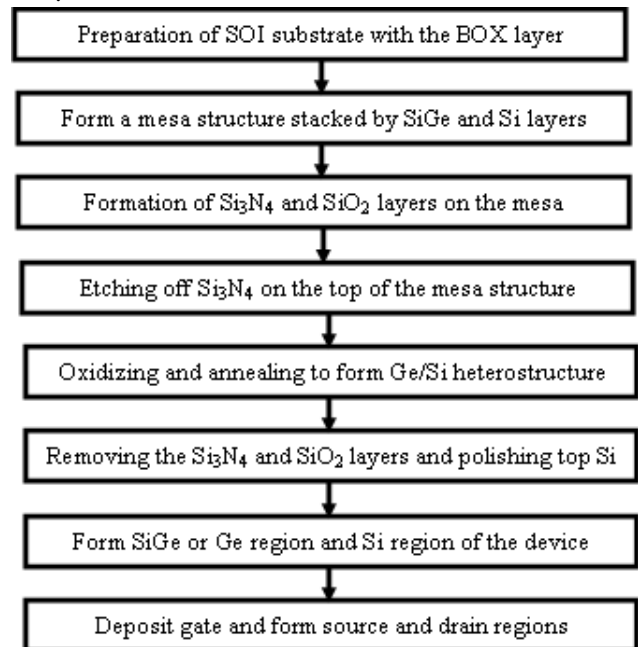 Preparation of SOI substrate with the BOX layer
Form a mesa structure stacked by SiGe and Si layers
Formation of Si₃N₄ and SiO₂ layers on the mesa
Etching off Si₃N₄ on the top of the mesa structure
Oxidizing and annealing to form Ge/Si heterostructure
Removing the Si₃N₄ and SiO₂ layers and polishing top Si
Form SiGe or Ge region and Si region of the device
Deposit gate and form source and drain regions